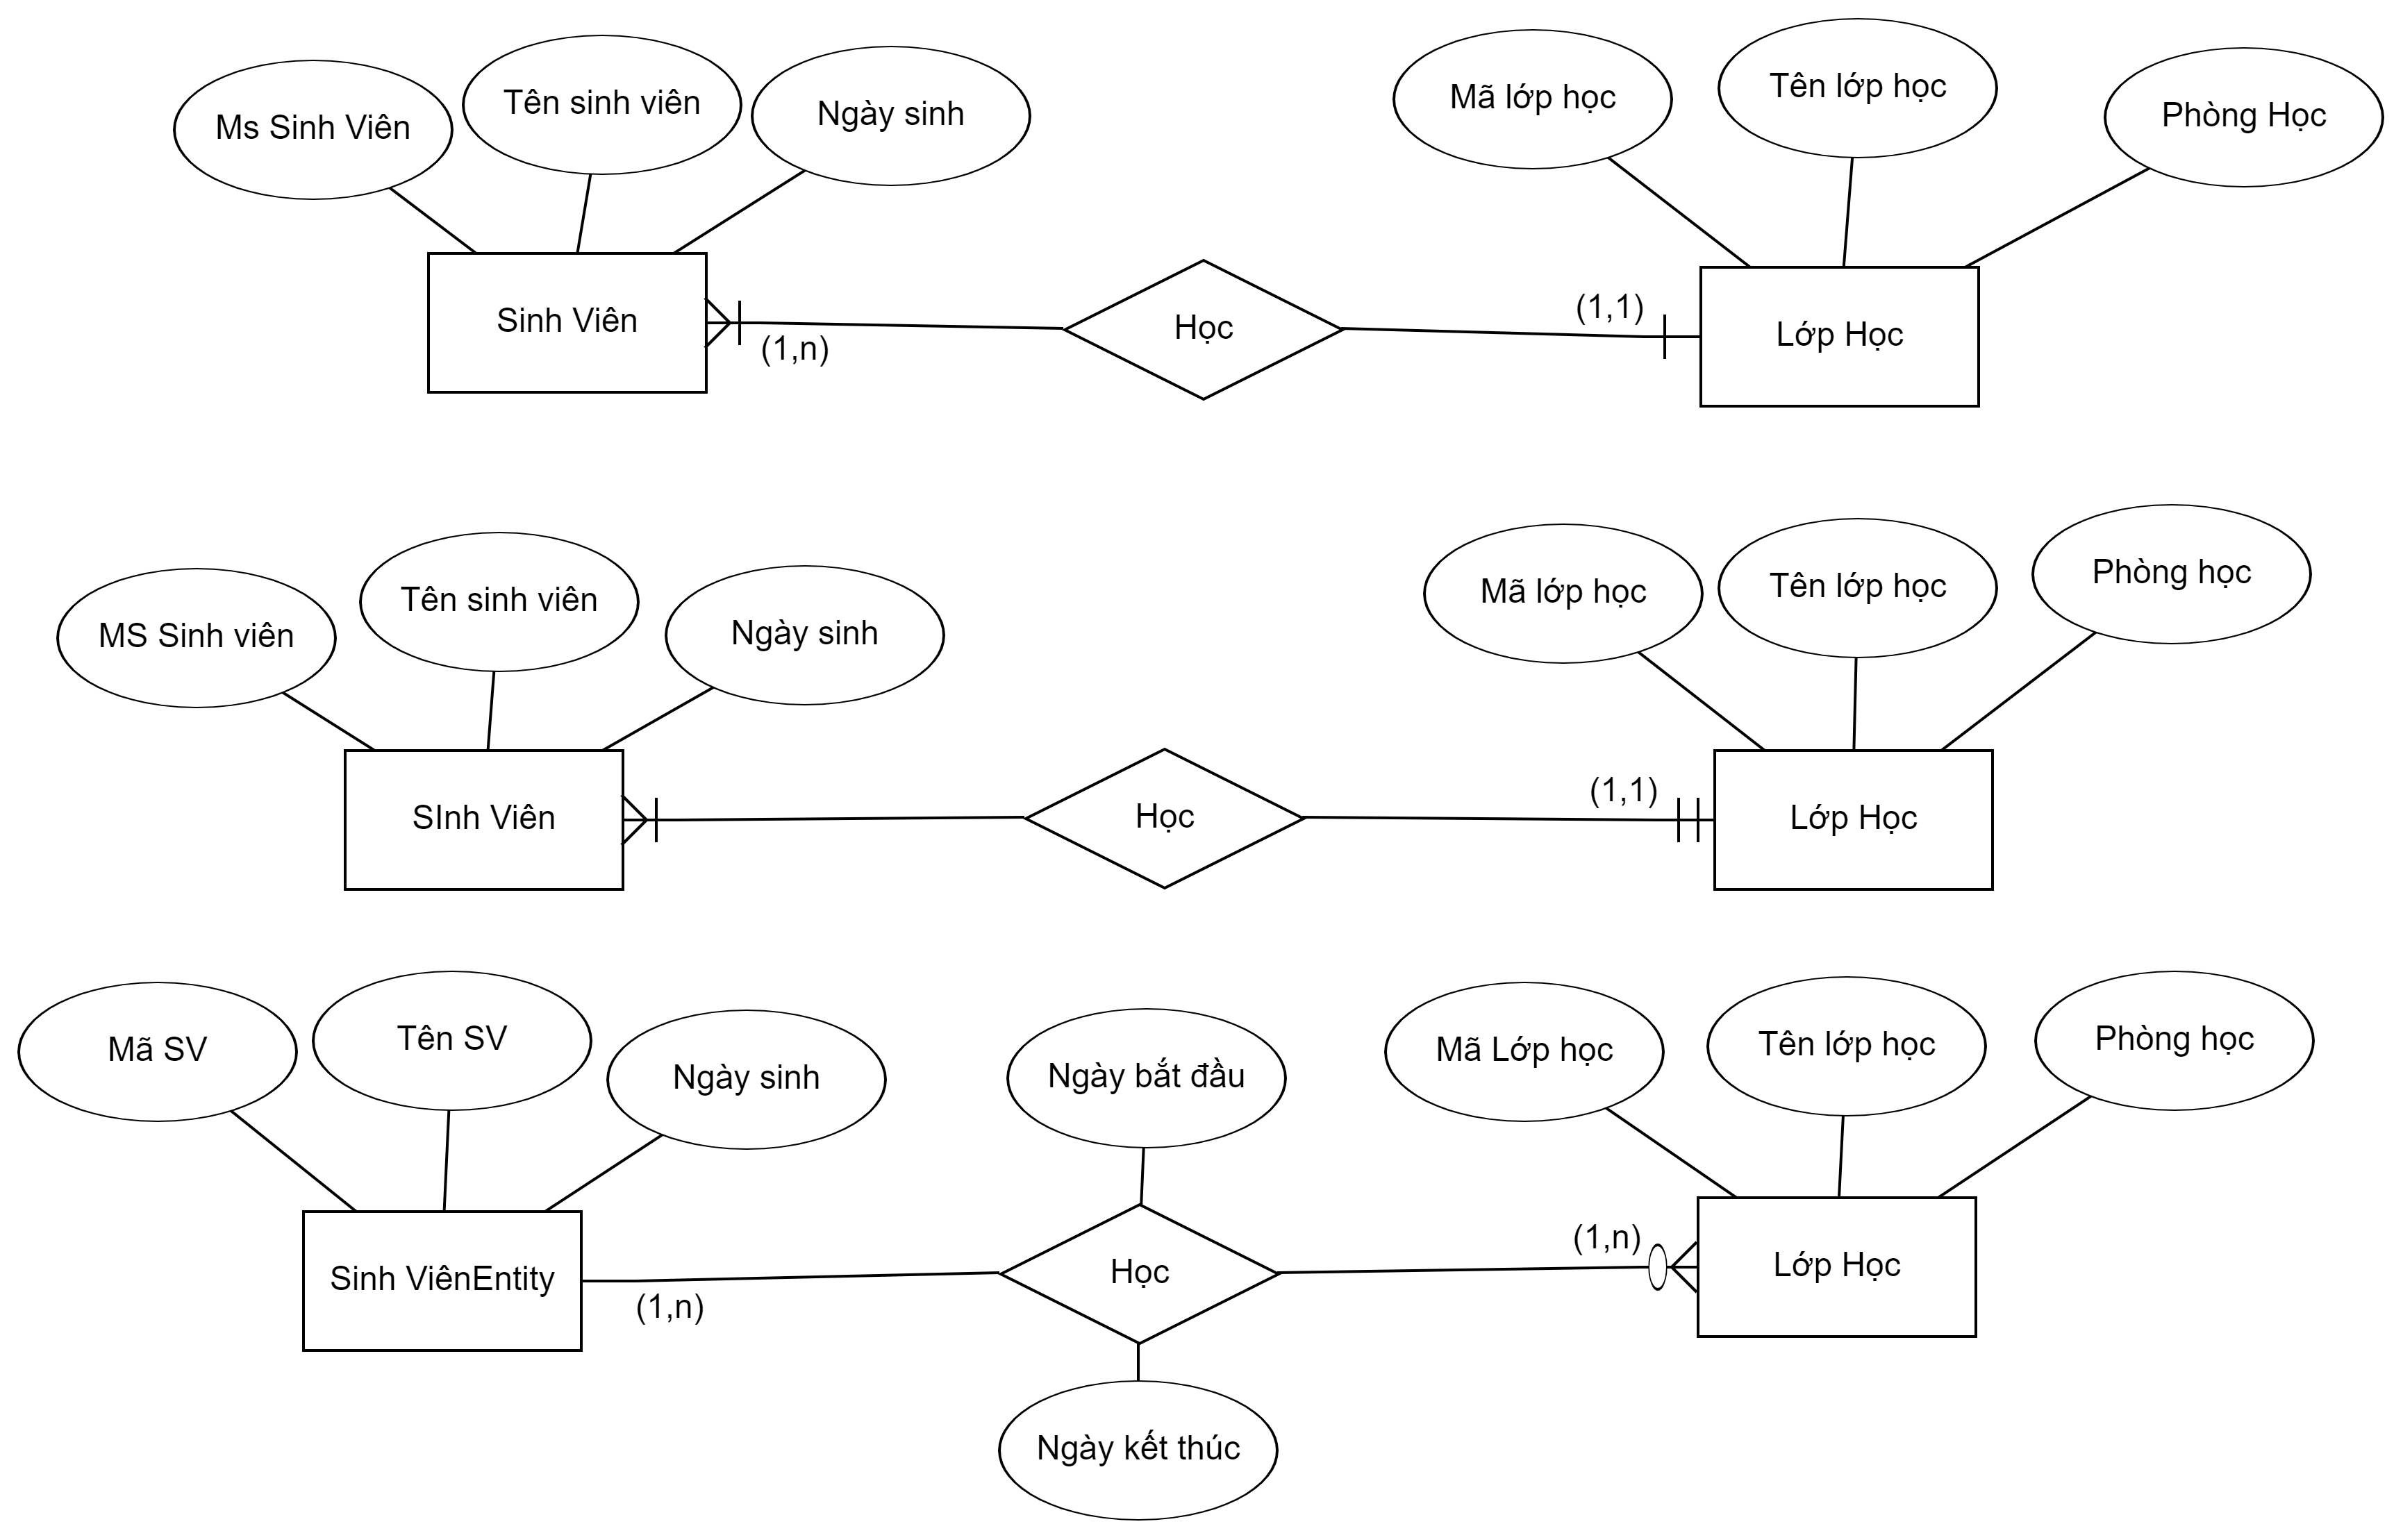 Ms Sinh Viên
Tên sinh viên
Ngày sinh
Mã lớp học
Tên lớp học
Phòng Học
Sinh Viên
(1,n)
Học
(1,1)
Lớp Học
MS Sinh viên
Tên sinh viên
Ngày sinh
Mã lớp học
Tên lớp học
Phòng học
SInh Viên
Học
(1,1)
Lớp Học
Mã SV
Tên SV
Ngày sinh
Ngày bắt đầu
Mã Lớp học
Tên lớp học
Phòng học
Sinh ViênEntity
(1,n)
Học
(1,n)
Lớp Học
Ngày kết thúc